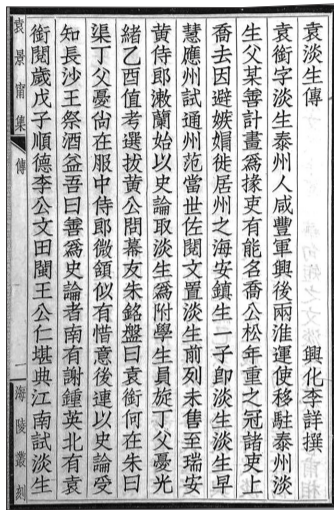 袁淡生傳
興化李詳撰
袁銜字淡生泰州人咸豐軍興後兩淮運使移駐泰州淡
生父某善計畫爲掾吏有能名喬公松年重之冠諸吏上
喬去因避嫉媢徙居州之海安鎮生一子卽淡生淡生早
慧應州試通州范當世佐閱文置淡生前列未售至瑞安
黃侍郎漱蘭始以史論取淡生爲附學生員旋丁父憂光
緒乙酉值考選拔黃公問幕友朱銘盤曰袁銜何在朱曰
渠丁父憂尙在服中侍郎微頷似有惜意後連以史論受
知長沙王祭酒益吾曰善爲史論者南有謝鍾英北有袁
銜閱歲戊子順德李公文田閩王公仁堪典江南試淡生
袁景甯集
傳
一
海陵叢刻